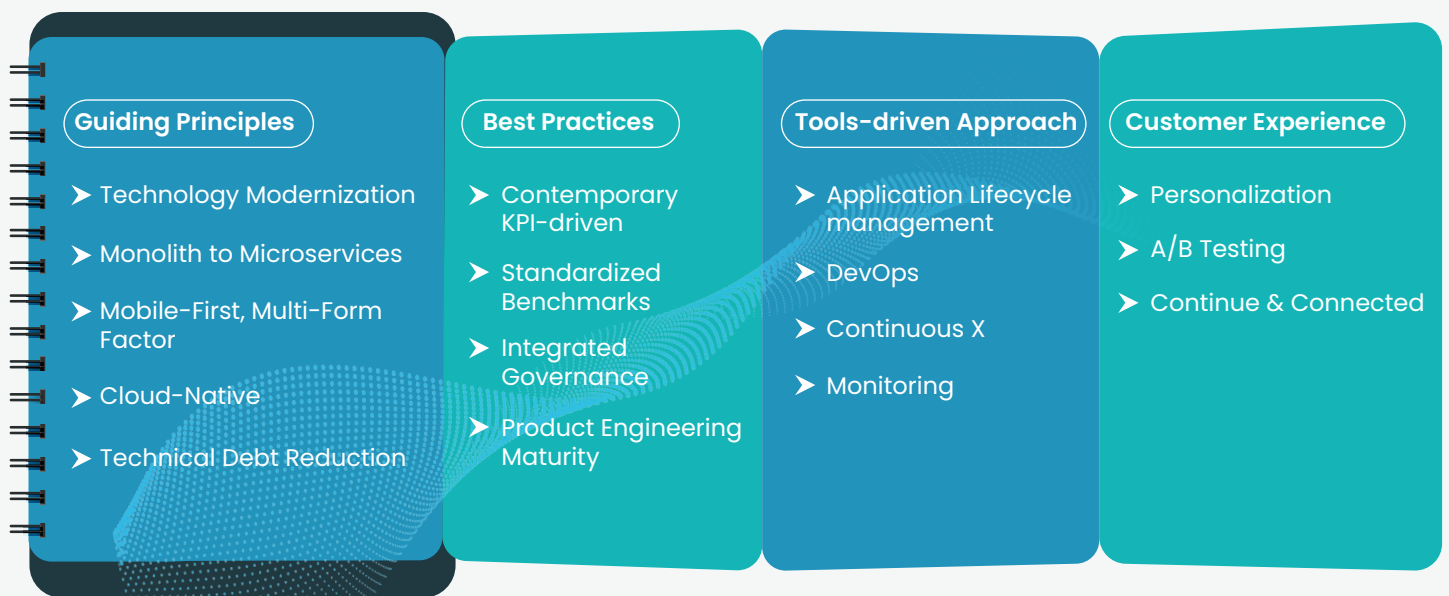 Guiding Principles
Technology Modernization
Monolith to Microservices
Mobile-First, Multi-Form
Factor
Cloud-Native
Technical Debt Reduction
Best Practices
Contemporary
KPI-driven
Standardized
Benchmarks
Integrated
Governance
Product Engineering
Maturity
Tools-driven Approach
Application Lifecycle
management
DevOps
Continuous X
Monitoring
Customer Experience
Personalization
A/B Testing
Continue & Connected